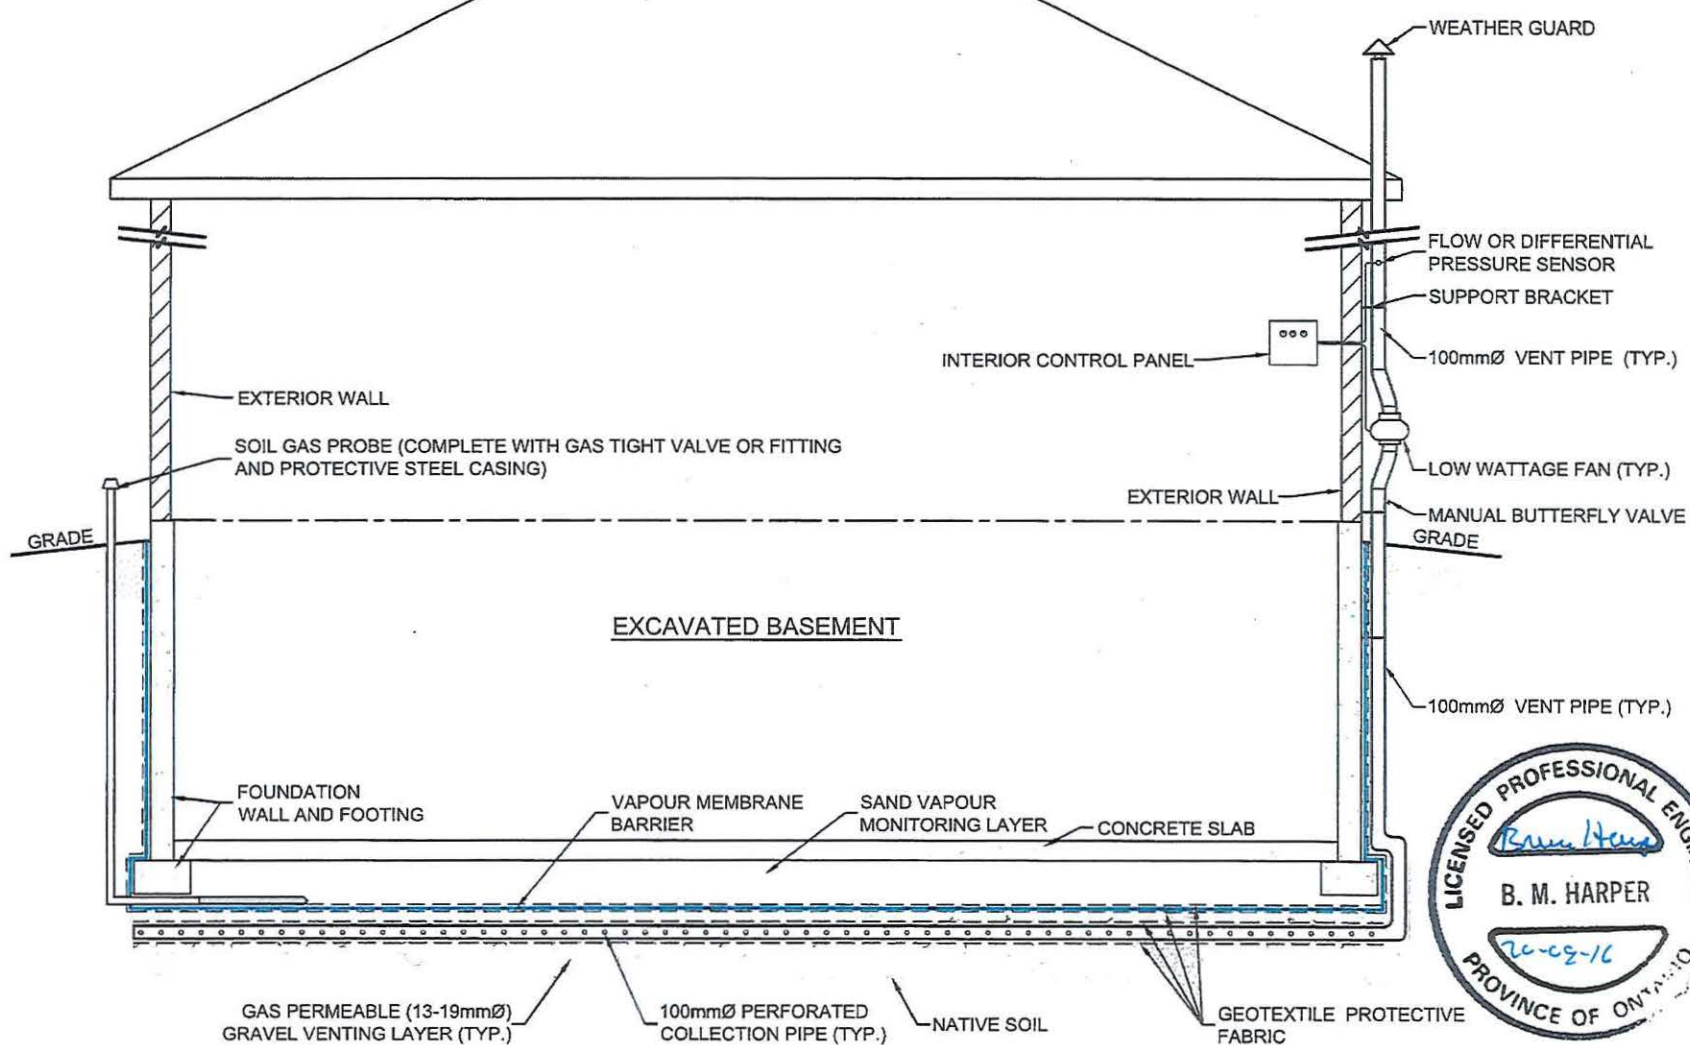 WEATHER GUARD
FLOW OR DIFFERENTIAL
PRESSURE SENSOR
SUPPORT BRACKET
INTERIOR CONTROL PANEL
100mmØ VENT PIPE (TYP.)
EXTERIOR WALL
SOIL GAS PROBE (COMPLETE WITH GAS TIGHT VALVE OR FITTING
AND PROTECTIVE STEEL CASING)
LOW WATTAGE FAN (TYP.)
EXTERIOR WALL
MANUAL BUTTERFLY VALVE
GRADE
GRADE
EXCAVATED BASEMENT
100mmØ VENT PIPE (TYP.)
FOUNDATION
WALL AND FOOTING
VAPOUR MEMBRANE
BARRIER
SAND VAPOUR
MONITORING LAYER
CONCRETE SLAB
LICENSED PROFESSIONAL
B. M. HARPER
PROVINCE OF
GAS PERMEABLE (13-19mmØ)
GRAVEL VENTING LAYER (TYP.)
100mmØ PERFORATED
COLLECTION PIPE (TYP.)
NATIVE SOIL
GEOTEXTILE PROTECTIVE
FABRIC